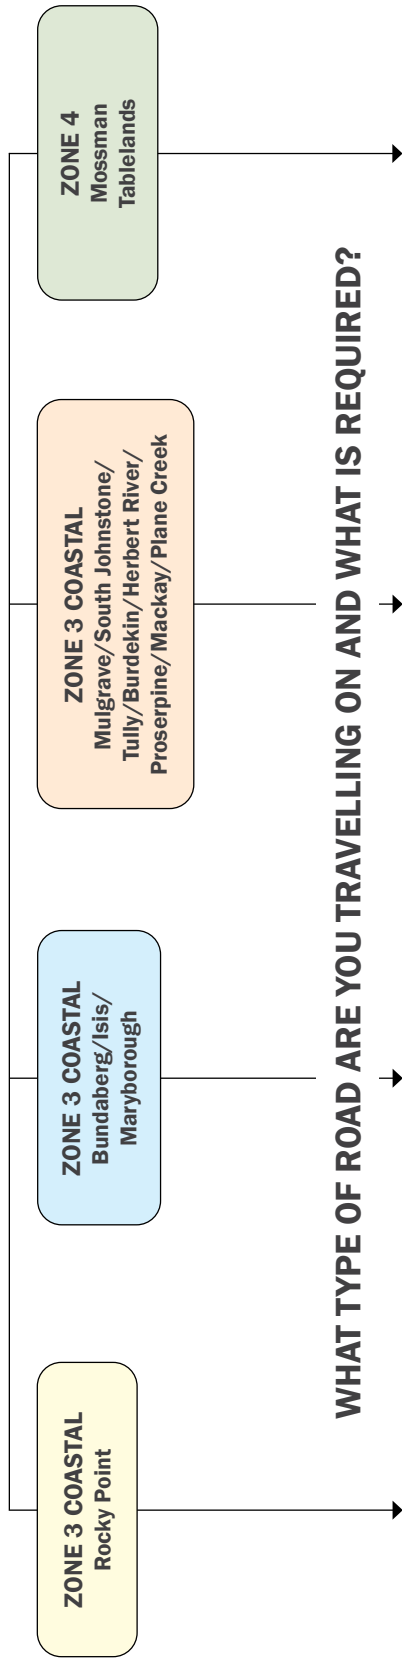 ZONE 3 COASTAL
Rocky Point
ZONE 3 COASTAL
Bundaberg/Isis/
Maryborough
ZONE 3 COASTAL
Mulgrave/South Johnstone/
Tully/Burdekin/Herbert River/
Proserpine/Mackay/Plane Creek
ZONE 4
Mossman
Tablelands
WHAT TYPE OF ROAD ARE YOU TRAVELLING ON AND WHAT IS REQUIRED?